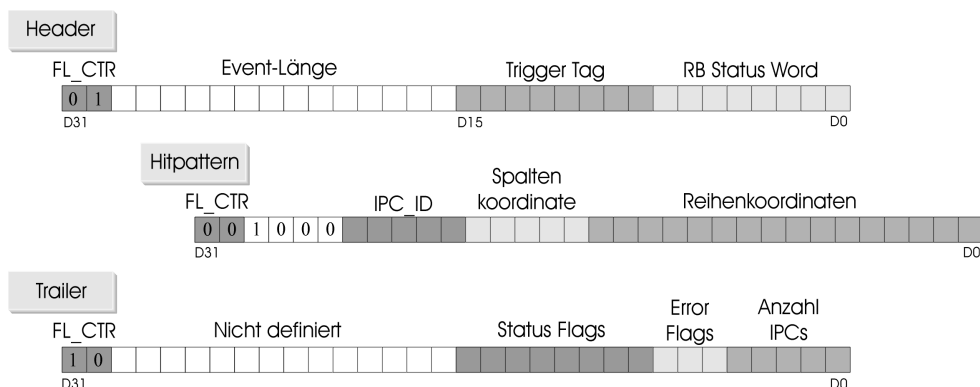 Header
FL_CTR Event-Länge Trigger Tag RB Status Word
0 1
D31 D15 D0
Hitpattern
FL_CTR IPC_ID Spalten koordinate Reihenkoordinaten
0 0 1 0 0 0
D31 D0
Trailer
FL_CTR Nicht definiert Status Flags Error Flags Anzahl IPCs
1 0
D31 D0